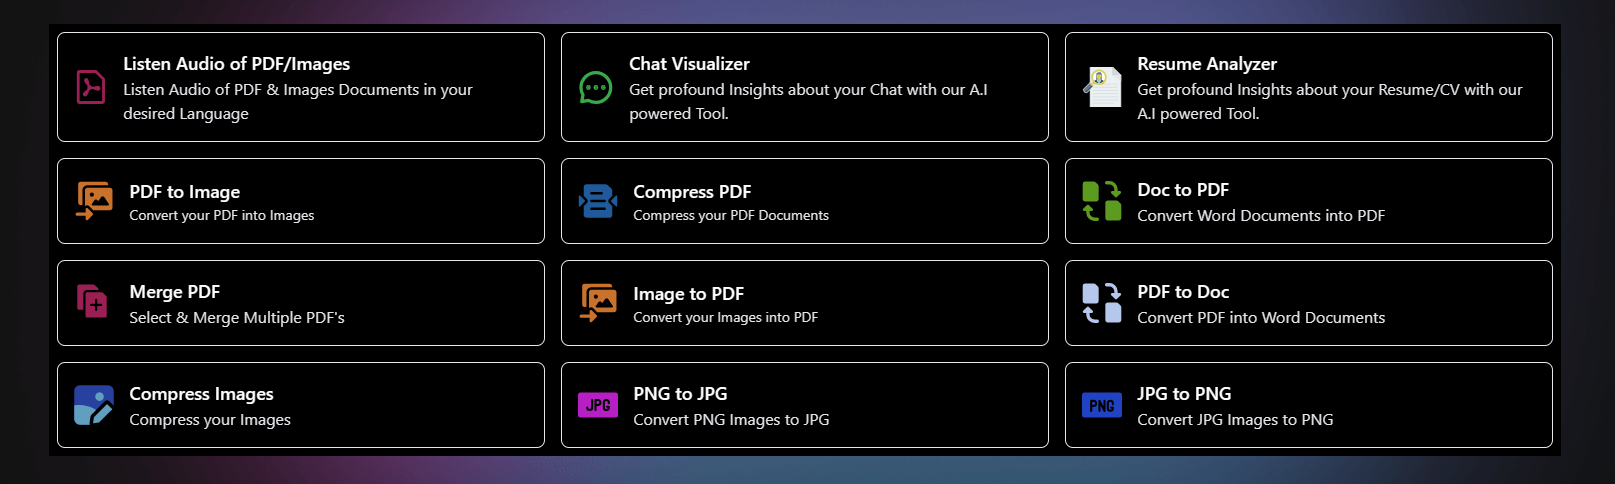 Listen Audio of PDF/Images
Listen Audio of PDF & Images Documents in your
desired Language
Chat Visualizer
Get profound Insights about your Chat with our A.I
powered Tool.
Resume Analyzer
Get profound Insights about your Resume/CV with our
A.I powered Tool.
PDF to Image
Convert your PDF into Images
Compress PDF
Compress your PDF Documents
Doc to PDF
Convert Word Documents into PDF
Merge PDF
Select & Merge Multiple PDF's
Image to PDF
Convert your Images into PDF
PDF to Doc
Convert PDF into Word Documents
Compress Images
Compress your Images
JPG
PNG to JPG
Convert PNG Images to JPG
PNG
JPG to PNG
Convert JPG Images to PNG